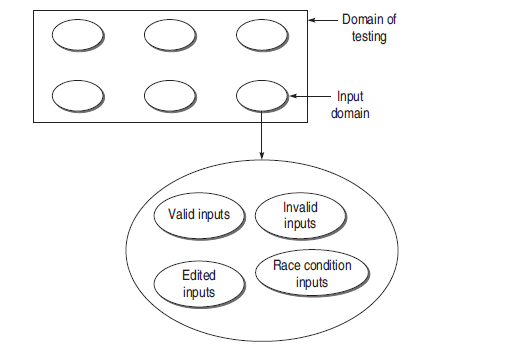 Domain of
testing
Input
domain
Valid inputs
Invalid
inputs
Edited
inputs
Race condition
inputs